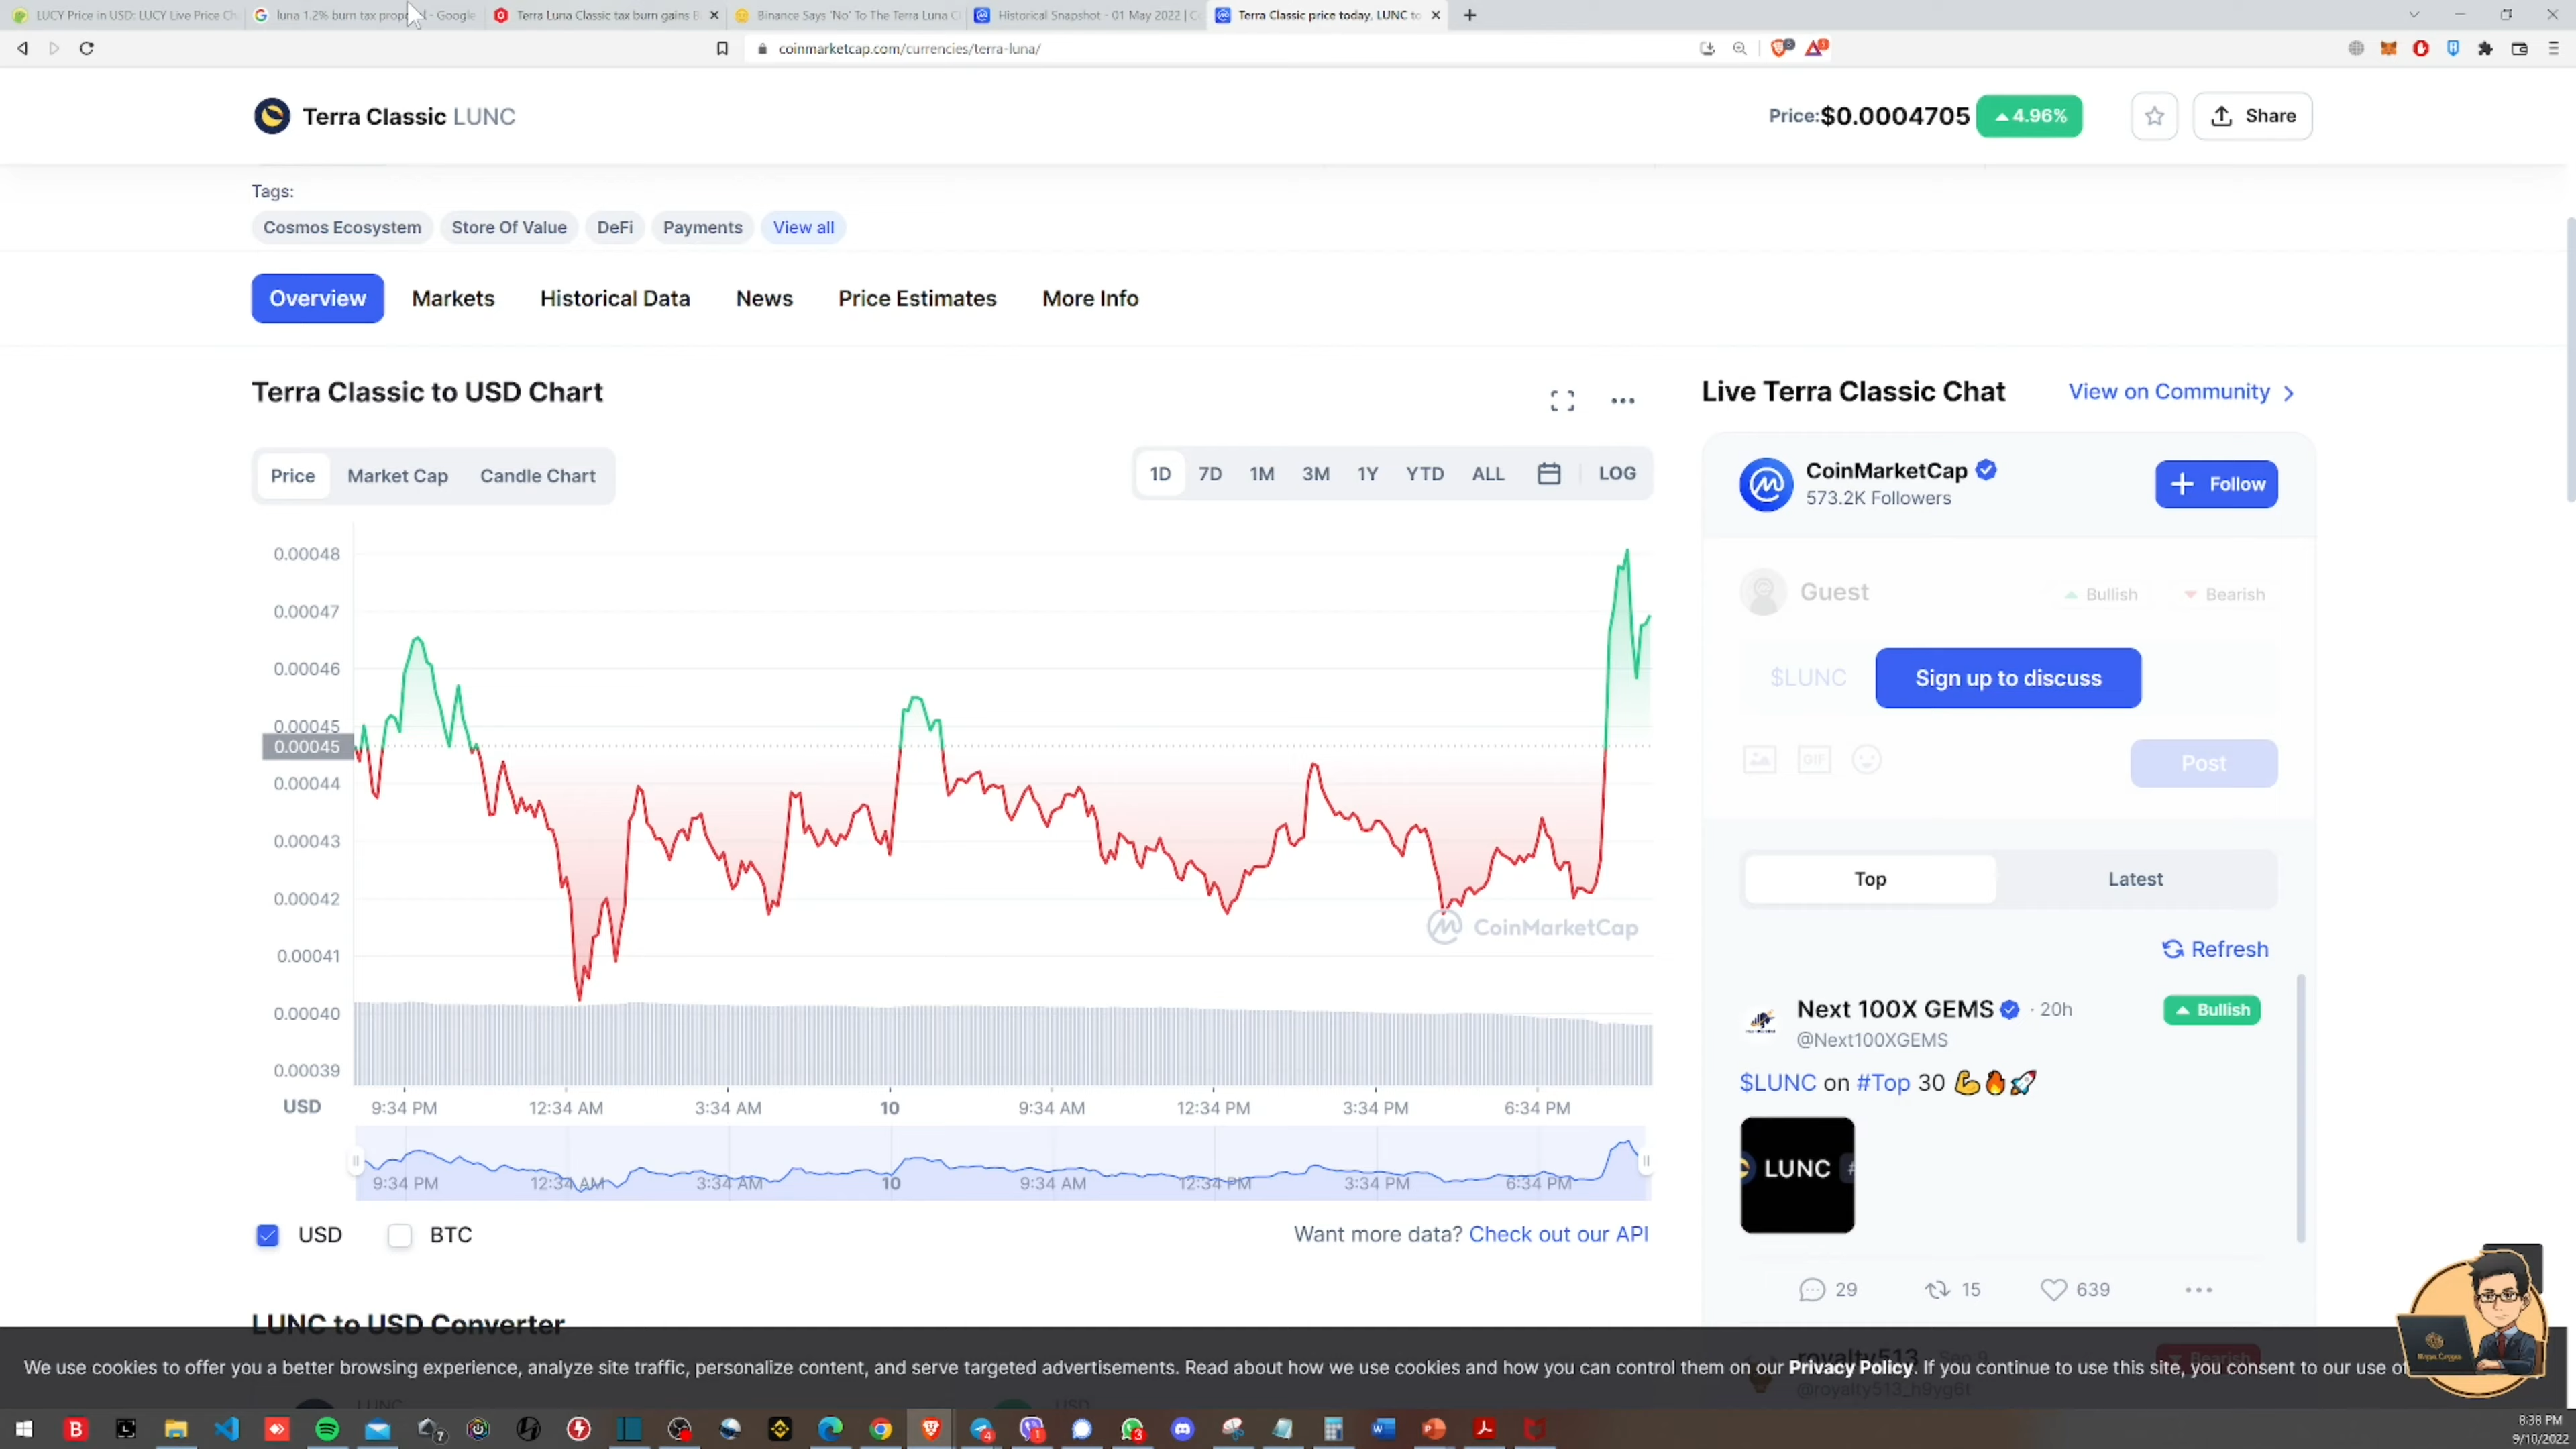 LUCY Price in USD: LUCY Live Price Ch
luna 1.2% burn tax prop l - Google
Terra Luna Classic tax burn gains B
Binance Says 'No' To The Terra Luna C
Historical Snapshot - 01 May 2022 | C
Terra Classic price today, LUNC to
coinmarketcap.com/currencies/terra-luna/
Terra Classic LUNC
Price: $0.0004705 4.96% Share
Tags:
Cosmos Ecosystem Store Of Value DeFi Payments View all
Overview Markets Historical Data News Price Estimates More Info
Terra Classic to USD Chart
Price Market Cap Candle Chart
1D 7D 1M 3M 1Y YTD ALL LOG
0.00048
0.00047
0.00046
0.00045
0.00045
0.00044
0.00043
0.00042
0.00041
0.00040
0.00039
CoinMarketCap
USD 9:34 PM 12:34 AM 3:34 AM 10 9:34 AM 12:34 PM 3:34 PM 6:34 PM
9:34 PM 12:34 AM 3:34 AM 10 9:34 AM 12:34 PM 3:34 PM 6:34 PM
USD BTC
Want more data? Check out our API
LUNC to USD Converter
Live Terra Classic Chat View on Community
CoinMarketCap
573.2K Followers
Follow
Guest Bullish Bearish
$LUNC Sign up to discuss
GIF Post
Top Latest
Refresh
Next 100X GEMS · 20h Bullish
@Next100XGEMS
$LUNC on #Top 30 💪🔥🚀
LUNC #
29 15 639
royalty513
@royalty513_h9yg6t
We use cookies to offer you a better browsing experience, analyze site traffic, personalize content, and serve targeted advertisements. Read about how we use cookies and how you can control them on our Privacy Policy. If you continue to use this site, you consent to our use of
LUNC USD
8:38 PM
9/10/2022